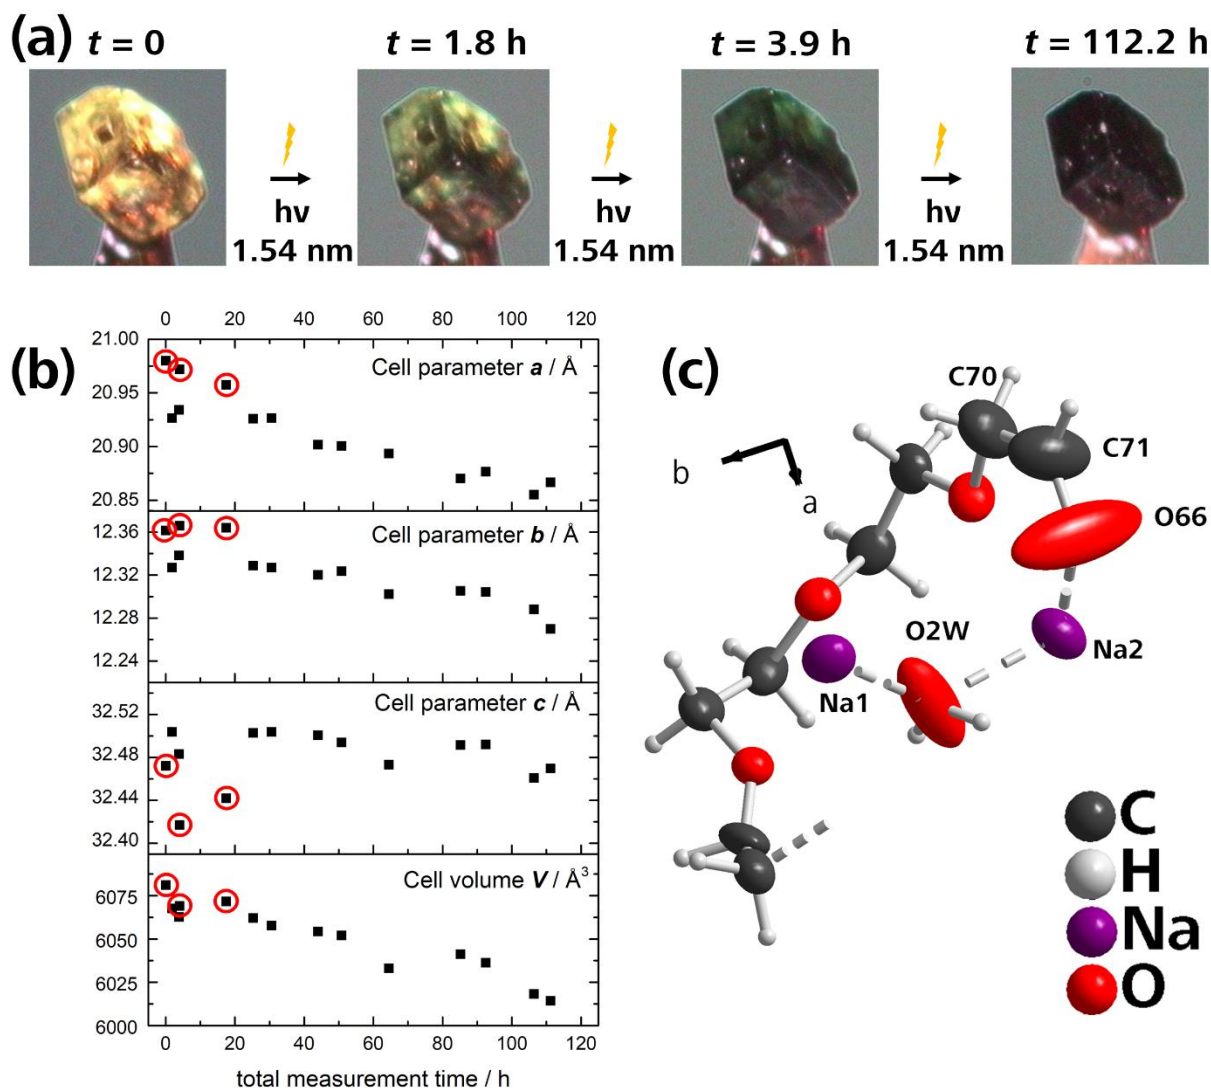 (a)
t = 0
t = 1.8 h
t = 3.9 h
t = 112.2 h
hν
1.54 nm
hν
1.54 nm
hν
1.54 nm
(b)
0 20 40 60 80 100 120
21.00
20.95
20.90
20.85
Cell parameter a / Å
12.36
12.32
12.28
12.24
Cell parameter b / Å
32.52
32.48
32.44
32.40
Cell parameter c / Å
6075
6050
6025
6000
Cell volume V / Å³
0 20 40 60 80 100 120
total measurement time / h
(c)
C70
C71
b
a
O66
O2W
Na1
Na2
C
H
Na
O